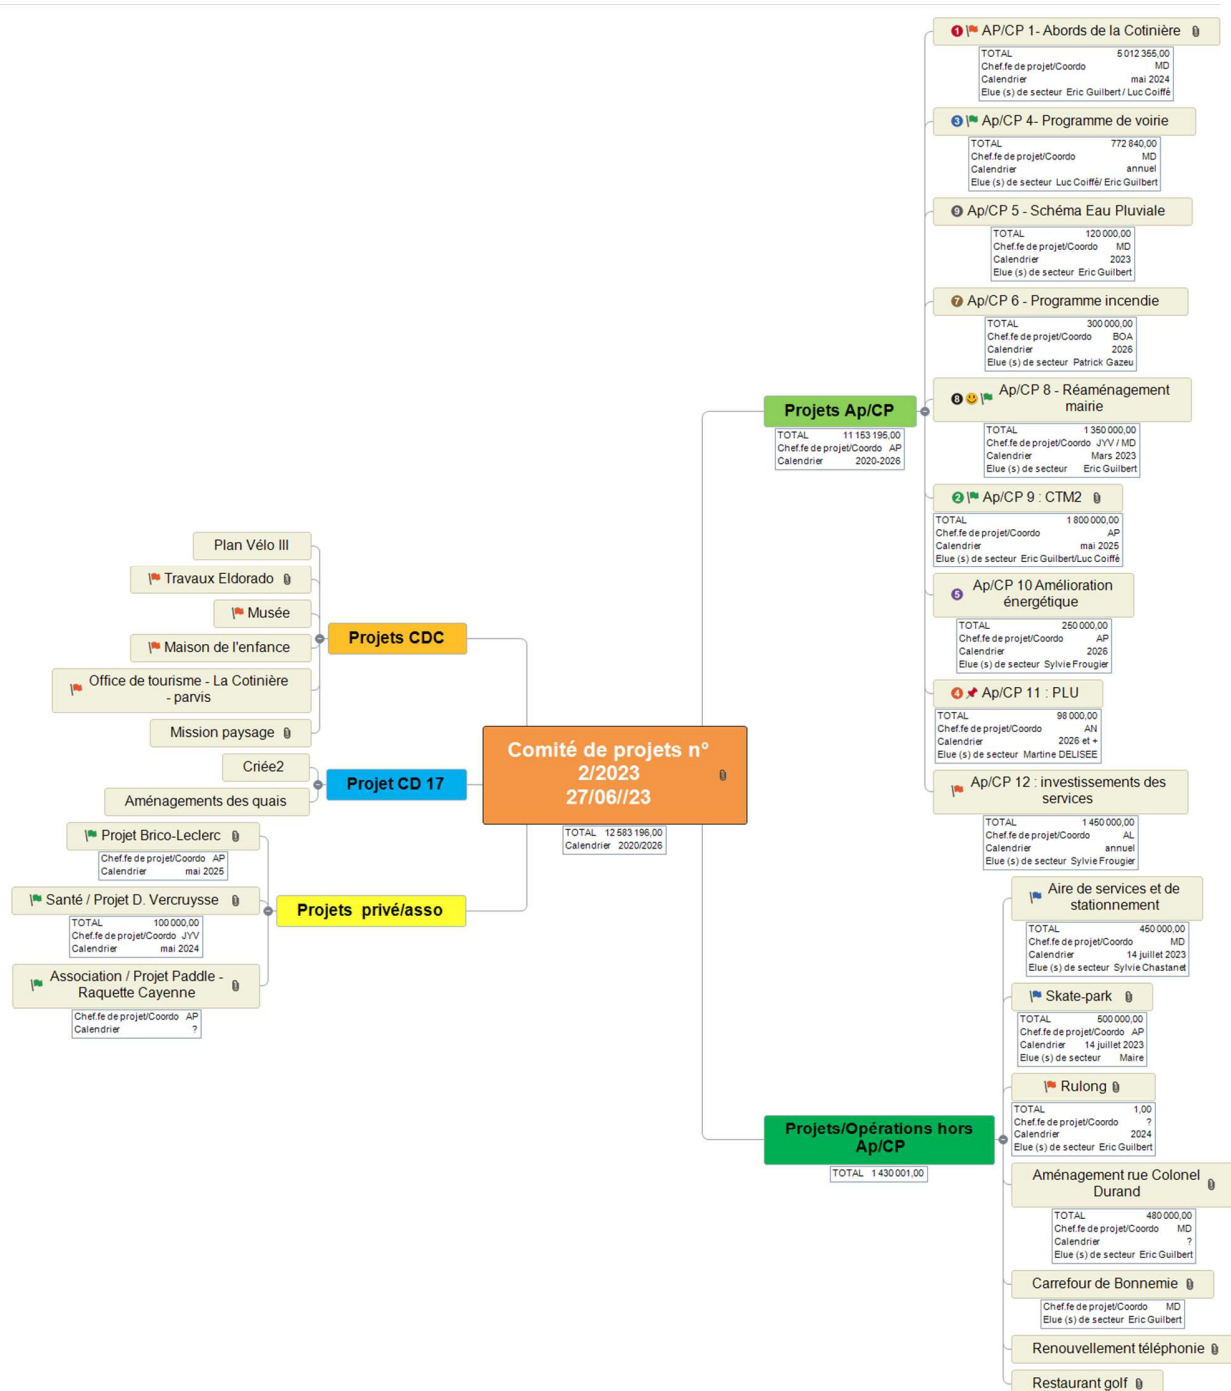 Comité de projets n°
2/2023
27/06//23
TOTAL 12 583 196,00
Calendrier 2020/2026
Projets Ap/CP
TOTAL 11 153 195,00
Chef.fe de projet/Coordo AP
Calendrier 2020-2026
1 AP/CP 1- Abords de la Cotinière
TOTAL 5 012 355,00
Chef.fe de projet/Coordo MD
Calendrier mai 2024
Elue (s) de secteur Eric Guilbert / Luc Coiffé
3 Ap/CP 4- Programme de voirie
TOTAL 772 840,00
Chef.fe de projet/Coordo MD
Calendrier annuel
Elue (s) de secteur Luc Coiffé/ Eric Guilbert
9 Ap/CP 5 - Schéma Eau Pluviale
TOTAL 120 000,00
Chef.fe de projet/Coordo MD
Calendrier 2023
Elue (s) de secteur Eric Guilbert
7 Ap/CP 6 - Programme incendie
TOTAL 300 000,00
Chef.fe de projet/Coordo BOA
Calendrier 2026
Elue (s) de secteur Patrick Gazeu
8 Ap/CP 8 - Réaménagement
mairie
TOTAL 1 350 000,00
Chef.fe de projet/Coordo JYV / MD
Calendrier Mars 2023
Elue (s) de secteur Eric Guilbert
2 Ap/CP 9 : CTM2
TOTAL 1 800 000,00
Chef.fe de projet/Coordo AP
Calendrier mai 2025
Elue (s) de secteur Eric Guilbert/Luc Coiffé
5 Ap/CP 10 Amélioration
énergétique
TOTAL 250 000,00
Chef.fe de projet/Coordo AP
Calendrier 2026
Elue (s) de secteur Sylvie Frougier
4 Ap/CP 11 : PLU
TOTAL 98 000,00
Chef.fe de projet/Coordo AN
Calendrier 2026 et +
Elue (s) de secteur Martine DELISEE
Ap/CP 12 : investissements des
services
TOTAL 1 450 000,00
Chef.fe de projet/Coordo AL
Calendrier annuel
Elue (s) de secteur Sylvie Frougier
Projets/Opérations hors
Ap/CP
TOTAL 1 430 001,00
Aire de services et de
stationnement
TOTAL 450 000,00
Chef.fe de projet/Coordo MD
Calendrier 14 juillet 2023
Elue (s) de secteur Sylvie Chastanet
Skate-park
TOTAL 500 000,00
Chef.fe de projet/Coordo AP
Calendrier 14 juillet 2023
Elue (s) de secteur Maire
Rulong
TOTAL 1,00
Chef.fe de projet/Coordo ?
Calendrier 2024
Elue (s) de secteur Eric Guilbert
Aménagement rue Colonel
Durand
TOTAL 480 000,00
Chef.fe de projet/Coordo MD
Calendrier ?
Elue (s) de secteur Eric Guilbert
Carrefour de Bonnemie
Chef.fe de projet/Coordo MD
Elue (s) de secteur Eric Guilbert
Renouvellement téléphonie
Restaurant golf
Projets CDC
Plan Vélo III
Travaux Eldorado
Musée
Maison de l'enfance
Office de tourisme - La Cotinière
- parvis
Mission paysage
Projet CD 17
Criée2
Aménagements des quais
Projets privé/asso
Projet Brico-Leclerc
Chef.fe de projet/Coordo AP
Calendrier mai 2025
Santé / Projet D. Vercruysse
TOTAL 100 000,00
Chef.fe de projet/Coordo JYV
Calendrier mai 2024
Association / Projet Paddle -
Raquette Cayenne
Chef.fe de projet/Coordo AP
Calendrier ?